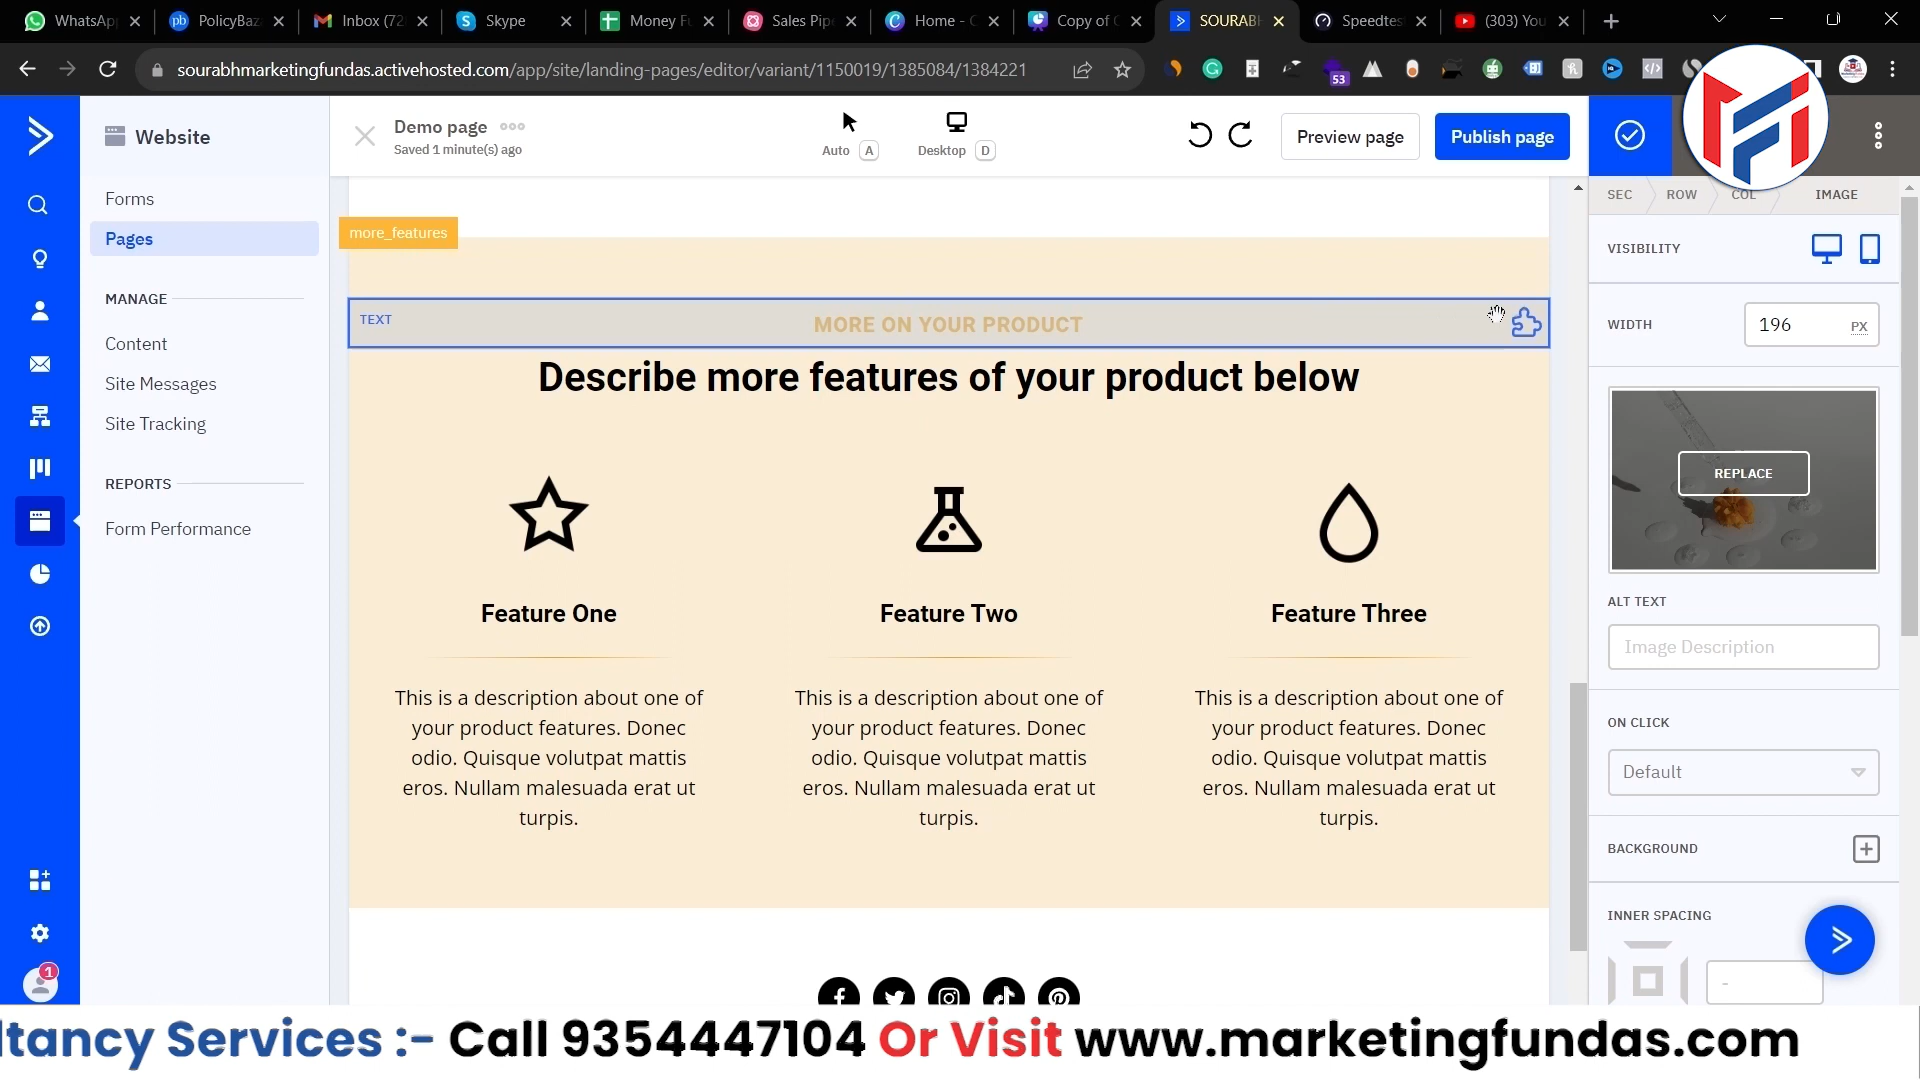 WhatsApp
PolicyBaz
Inbox (72
Skype
Money Fu
Sales Pip
Home - C
Copy of C
SOURABH
Speedtes
(303) You
sourabhmarketingfundas.activehosted.com/app/site/landing-pages/editor/variant/1150019/1385084/1384221
53
Website
Demo page
Saved 1 minute(s) ago
Auto A
Desktop D
Preview page
Publish page
Forms
Pages
MANAGE
Content
Site Messages
Site Tracking
REPORTS
Form Performance
1
more_features
TEXT
MORE ON YOUR PRODUCT
Describe more features of your product below
Feature One
This is a description about one of
your product features. Donec
odio. Quisque volutpat mattis
eros. Nullam malesuada erat ut
turpis.
Feature Two
This is a description about one of
your product features. Donec
odio. Quisque volutpat mattis
eros. Nullam malesuada erat ut
turpis.
Feature Three
This is a description about one of
your product features. Donec
odio. Quisque volutpat mattis
eros. Nullam malesuada erat ut
turpis.
SEC
ROW
COL
IMAGE
VISIBILITY
WIDTH
196 PX
REPLACE
ALT TEXT
Image Description
ON CLICK
Default
BACKGROUND
INNER SPACING
-
ltancy Services :- Call 9354447104 Or Visit www.marketingfundas.com